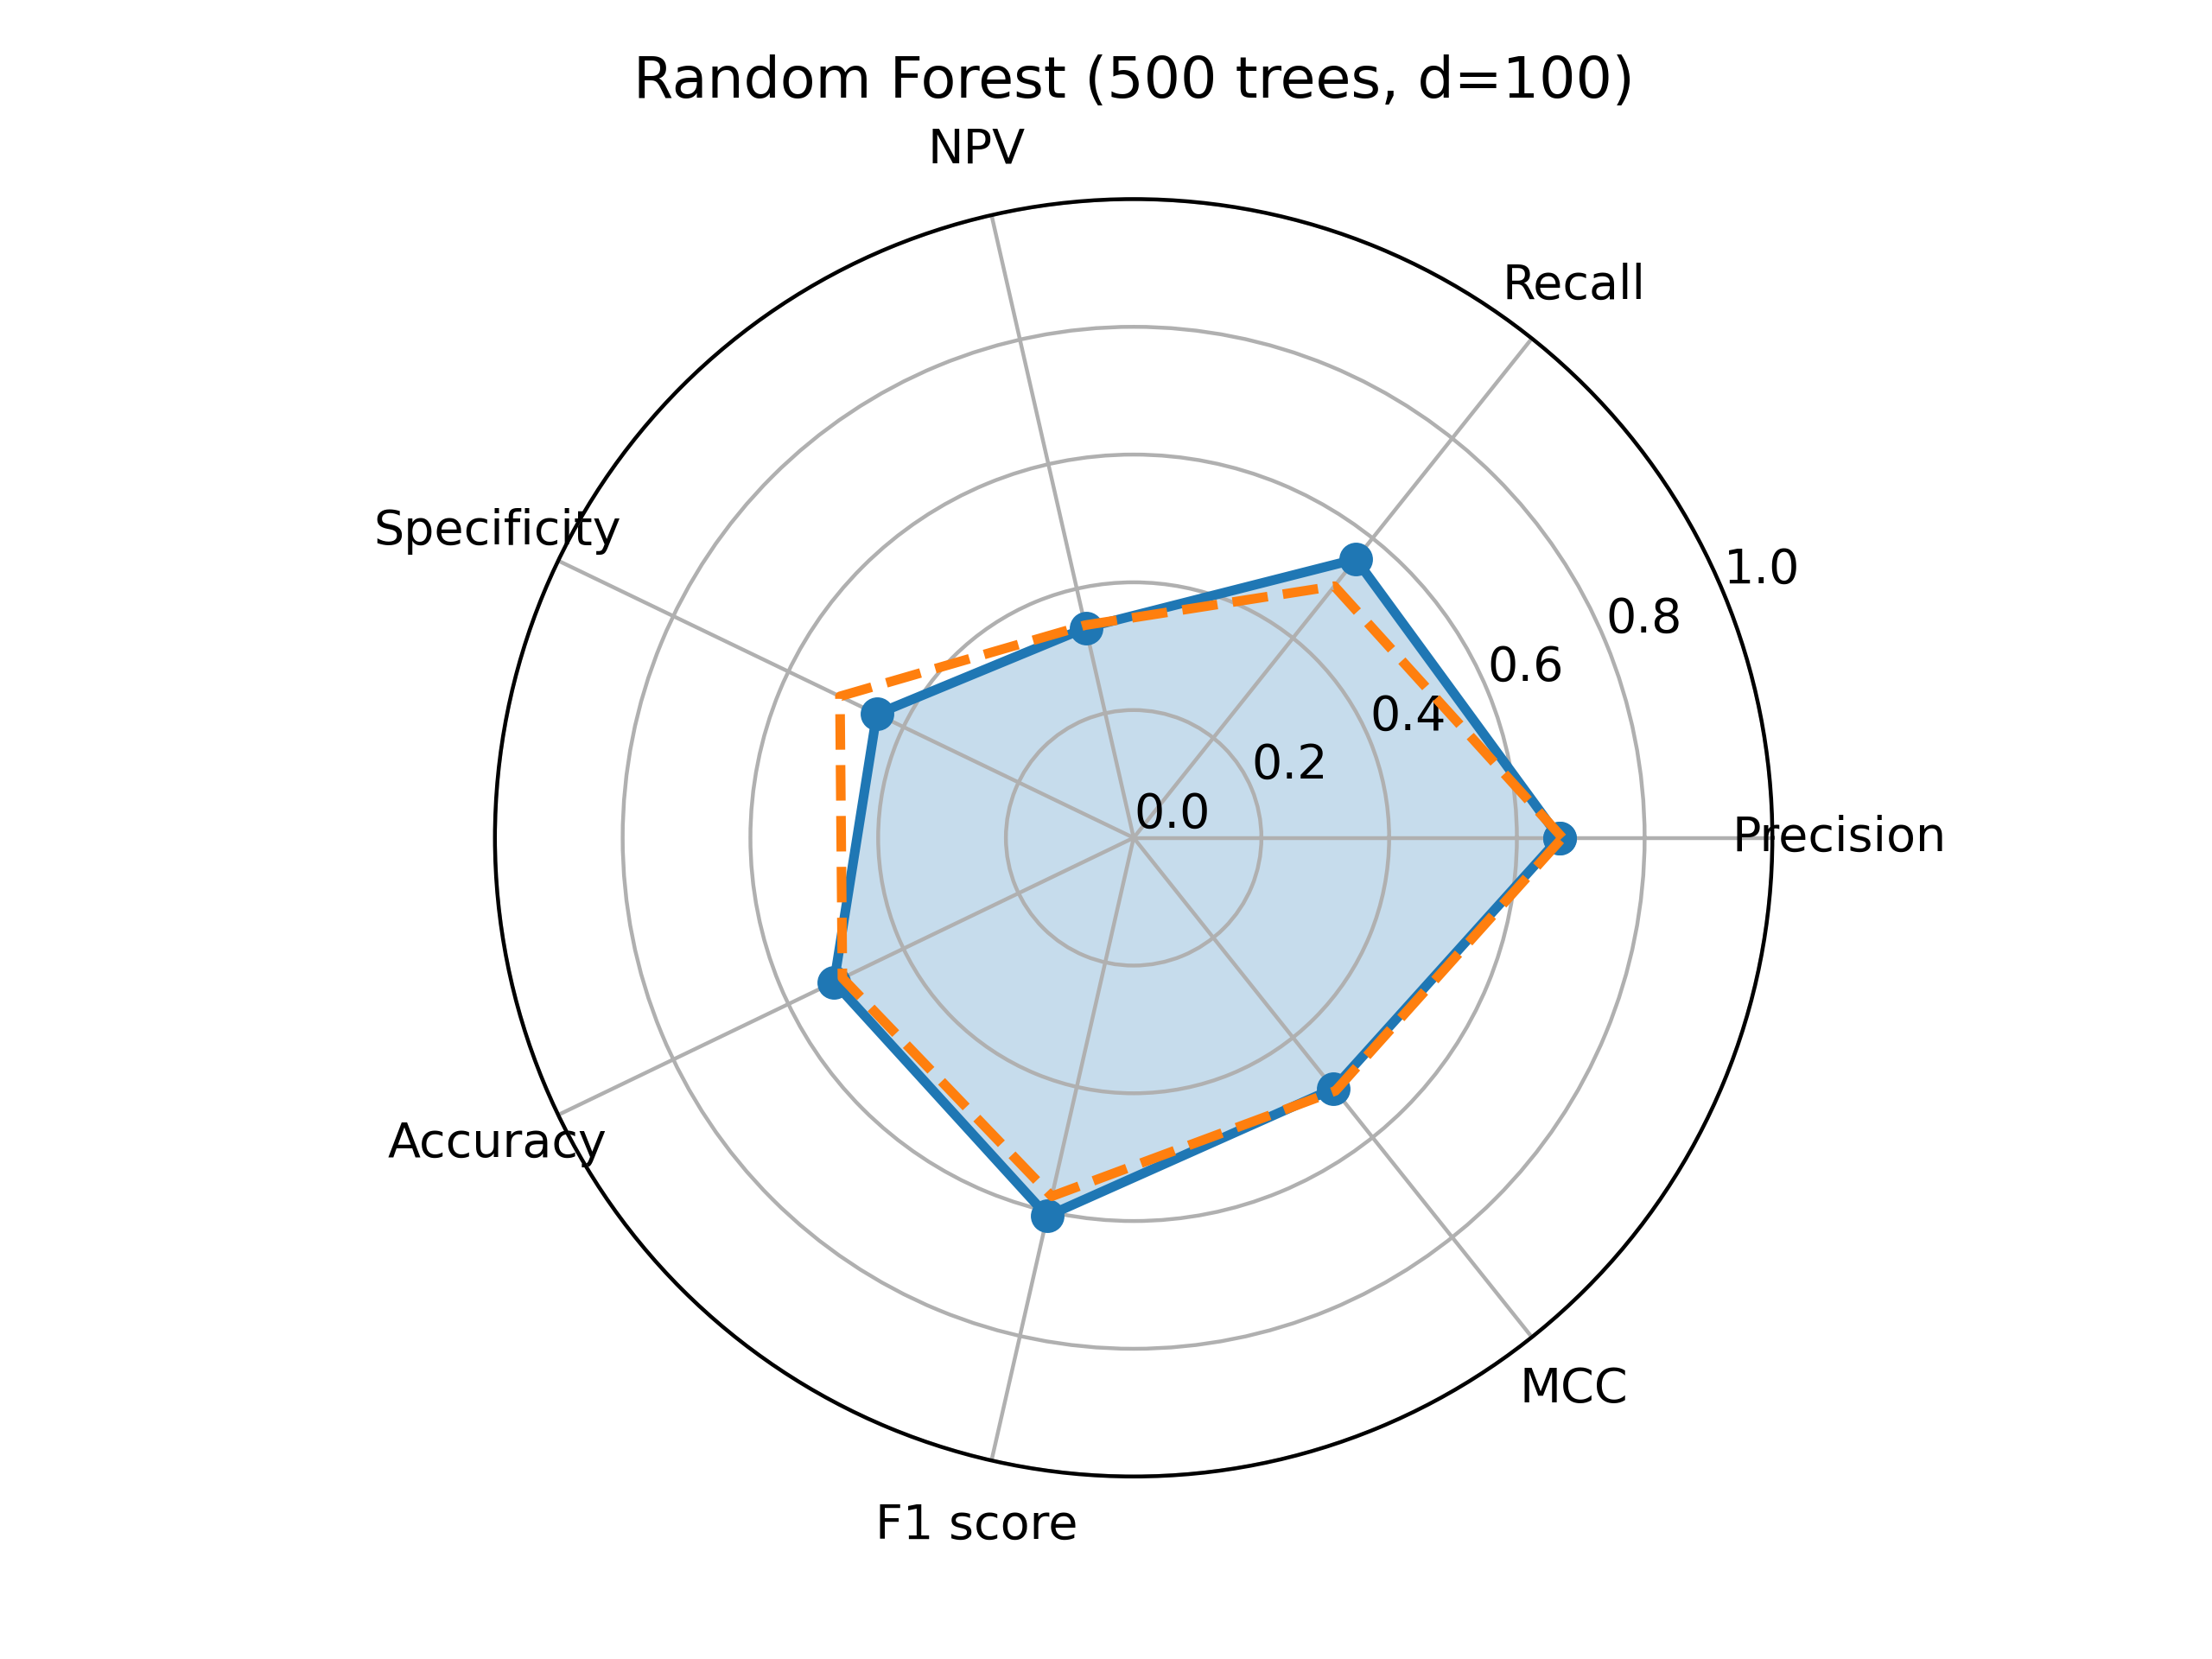 Random Forest (500 trees, d=100)
NPV
Recall
Specificity
1.0
0.8
0.6
0.4
0.2
0.0
Precision
Accuracy
MCC
F1 score